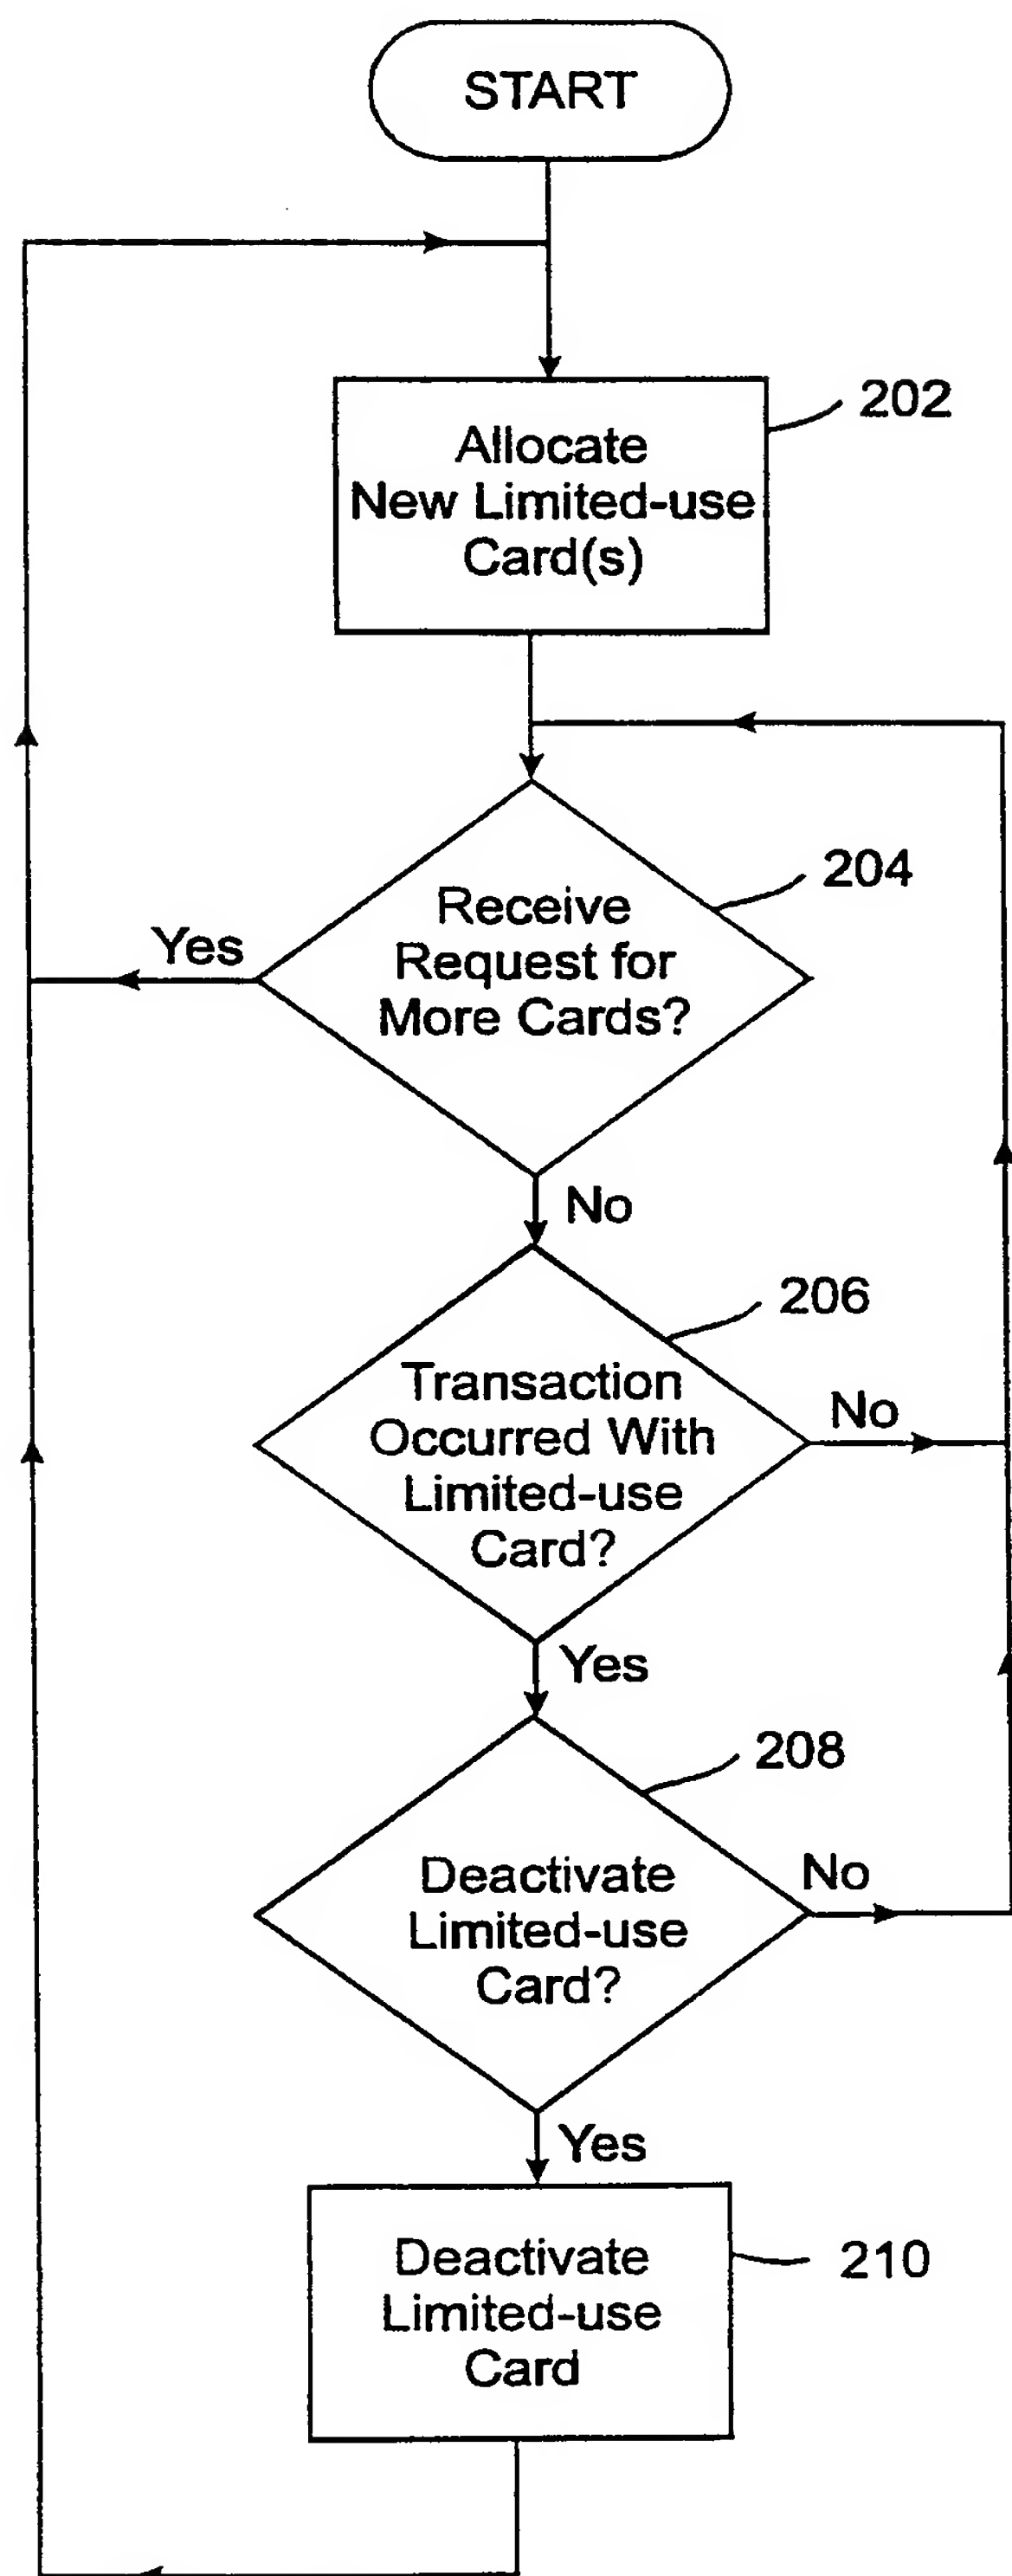 START
202
Allocate
New Limited-use
Card(s)
204
Receive
Request for
More Cards?
Yes
No
206
Transaction
Occurred With
Limited-use
Card?
No
Yes
208
Deactivate
Limited-use
Card?
No
Yes
210
Deactivate
Limited-use
Card